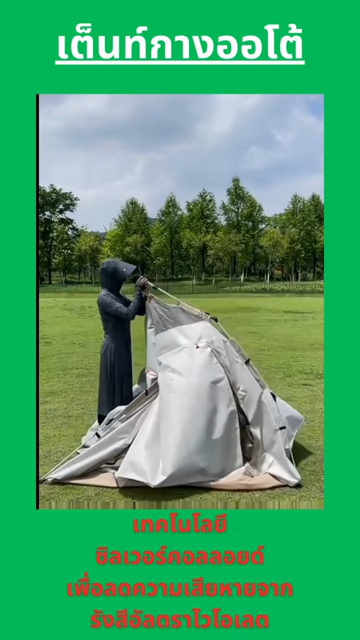 เต็นท์กางออโต้
เทคโนโลยี
ซิลเวอร์คอลลอยด์
เพื่อลดความเสียหายจาก
รังสีอัลตราไวโอเลต